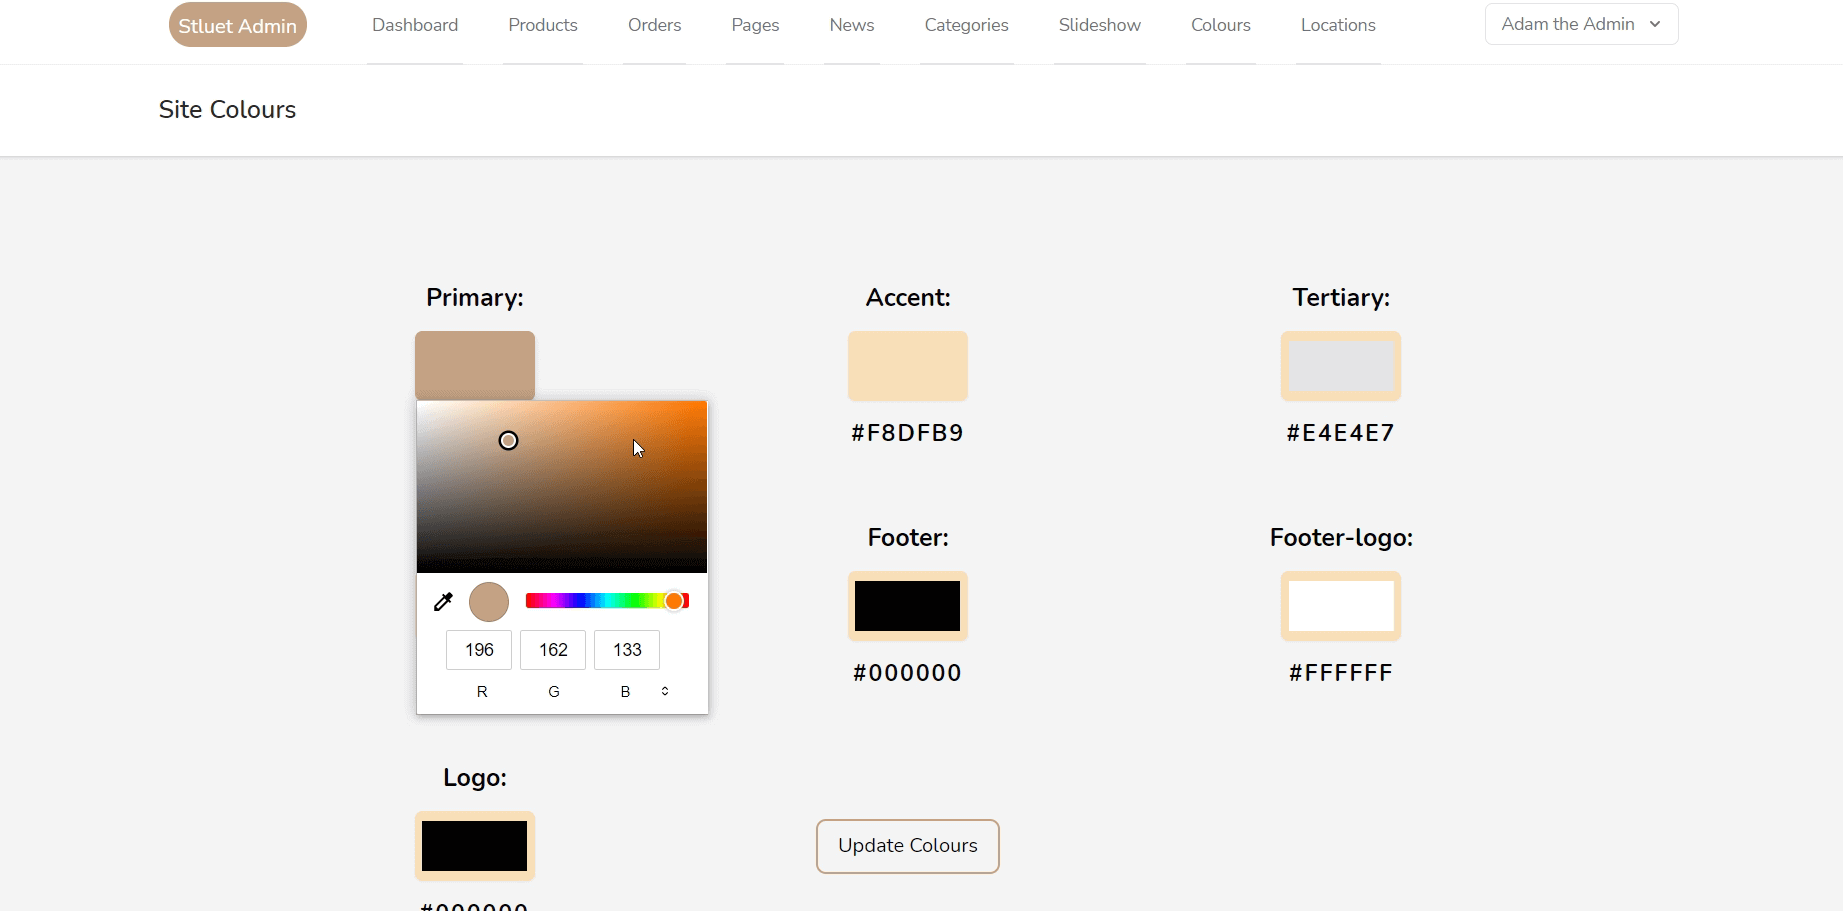 Stluet Admin Dashboard Products Orders Pages News Categories Slideshow Colours Locations Adam the Admin
Site Colours
Primary: Accent: Tertiary:
#F8DFB9 #E4E4E7
Footer: Footer-logo:
196 162 133
R G B
#000000 #FFFFFF
Logo:
Update Colours
#000000